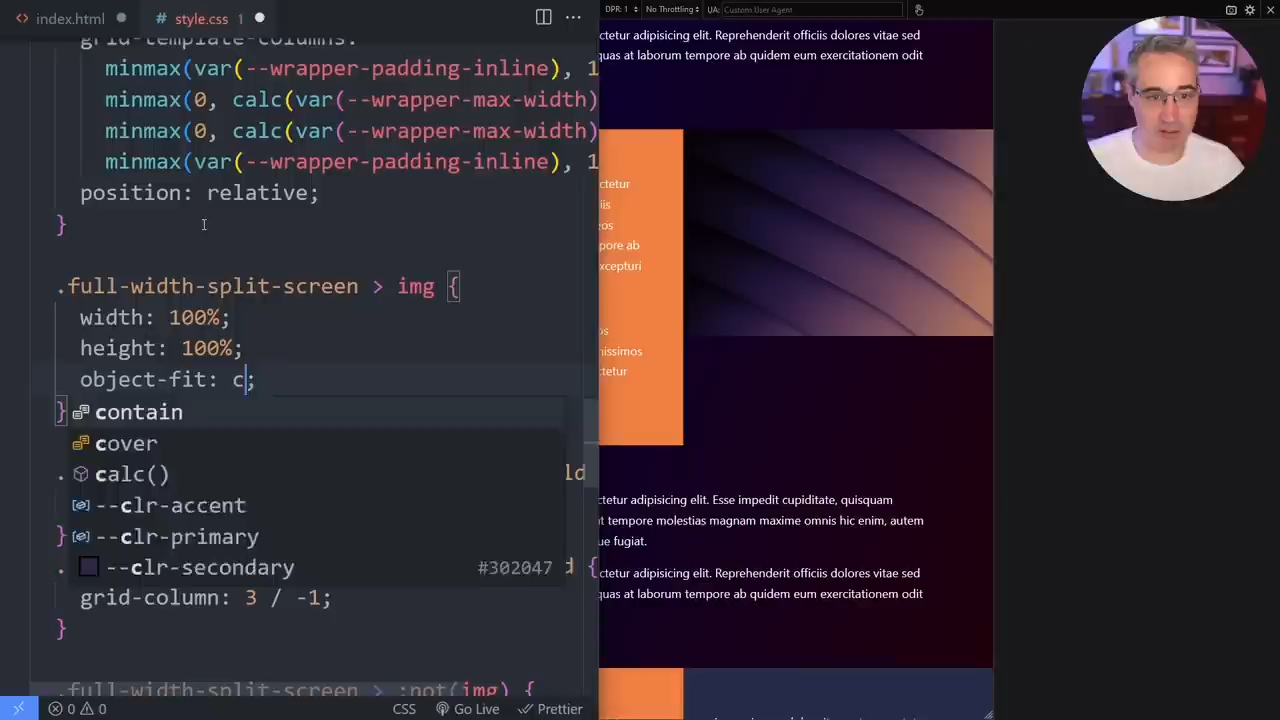 index.html
style.css 1
DPR: 1
No Throttling
UA:
Custom User Agent
grid-template-columns:
minmax(var(--wrapper-padding-inline), 1
minmax(0, calc(var(--wrapper-max-width)
minmax(0, calc(var(--wrapper-max-width)
minmax(var(--wrapper-padding-inline), 1
position: relative;
}
.full-width-split-screen > img {
width: 100%;
height: 100%;
object-fit: c;
}
contain
cover
calc()
--clr-accent
--clr-primary
--clr-secondary #302047
. ld
}
. d {
grid-column: 3 / -1;
}
.full-width-split-screen > :not(img) {
0 0
CSS
Go Live
Prettier
ctetur adipisicing elit. Reprehenderit officiis dolores vitae sed
quas at laborum tempore ab quidem eum exercitationem odit
ctetur
iis
eos
pore ab
excepturi
os
nissimos
ctetur
ctetur adipisicing elit. Esse impedit cupiditate, quisquam
t tempore molestias magnam maxime omnis hic enim, autem
ue fugiat.
ctetur adipisicing elit. Reprehenderit officiis dolores vitae sed
quas at laborum tempore ab quidem eum exercitationem odit